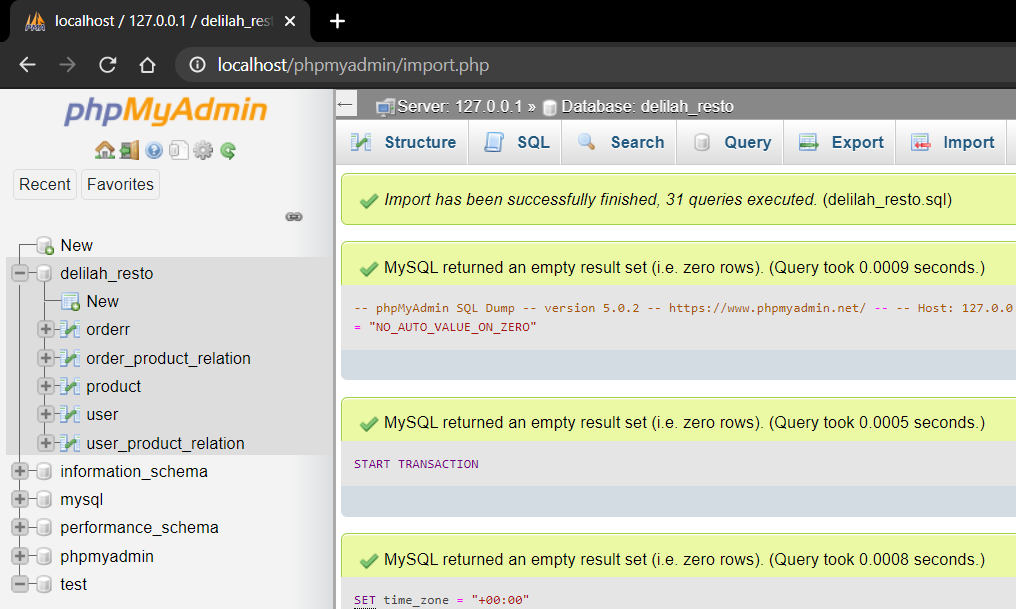 localhost / 127.0.0.1 / delilah_rest
localhost/phpmyadmin/import.php
phpMyAdmin
Recent
Favorites
New
delilah_resto
New
orderr
order_product_relation
product
user
user_product_relation
information_schema
mysql
performance_schema
phpmyadmin
test
Server: 127.0.0.1 » Database: delilah_resto
Structure SQL Search Query Export Import
Import has been successfully finished, 31 queries executed. (delilah_resto.sql)
MySQL returned an empty result set (i.e. zero rows). (Query took 0.0009 seconds.)
-- phpMyAdmin SQL Dump -- version 5.0.2 -- https://www.phpmyadmin.net/ -- -- Host: 127.0.0
= "NO_AUTO_VALUE_ON_ZERO"
MySQL returned an empty result set (i.e. zero rows). (Query took 0.0005 seconds.)
START TRANSACTION
MySQL returned an empty result set (i.e. zero rows). (Query took 0.0008 seconds.)
SET time_zone = "+00:00"